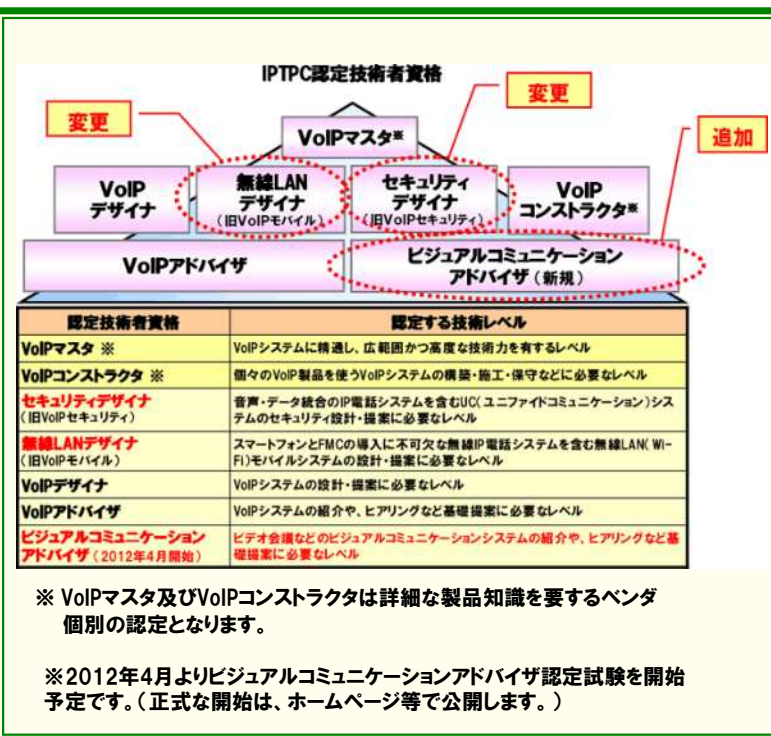 IPTPC認定技術者資格
変更
変更
追加
VoIPマスタ※
VoIP
デザイナ
無線LAN
デザイナ
(旧VoIPモバイル)
セキュリティ
デザイナ
(旧VoIPセキュリティ)
VoIP
コンストラクタ※
VoIPアドバイザ
ビジュアルコミュニケーション
アドバイザ(新規)
認定技術者資格
認定する技術レベル
VoIPマスタ ※
VoIPシステムに精通し、広範囲かつ高度な技術力を有するレベル
VoIPコンストラクタ ※
個々のVoIP製品を使うVoIPシステムの構築・施工・保守などに必要なレベル
セキュリティデザイナ
(旧VoIPセキュリティ)
音声・データ統合のIP電話システムを含むUC(ユニファイドコミュニケーション)シス
テムのセキュリティ設計・提案に必要なレベル
無線LANデザイナ
(旧VoIPモバイル)
スマートフォンとFMCの導入に不可欠な無線IP電話システムを含む無線LAN(Wi-
Fi)モバイルシステムの設計・提案に必要なレベル
VoIPデザイナ
VoIPシステムの設計・提案に必要なレベル
VoIPアドバイザ
VoIPシステムの紹介や、ヒアリングなど基礎提案に必要なレベル
ビジュアルコミュニケーション
アドバイザ(2012年4月開始)
ビデオ会議などのビジュアルコミュニケーションシステムの紹介や、ヒアリングなど基
礎提案に必要なレベル
※ VoIPマスタ及びVoIPコンストラクタは詳細な製品知識を要するベンダ
個別の認定となります。
※2012年4月よりビジュアルコミュニケーションアドバイザ認定試験を開始
予定です。(正式な開始は、ホームページ等で公開します。)